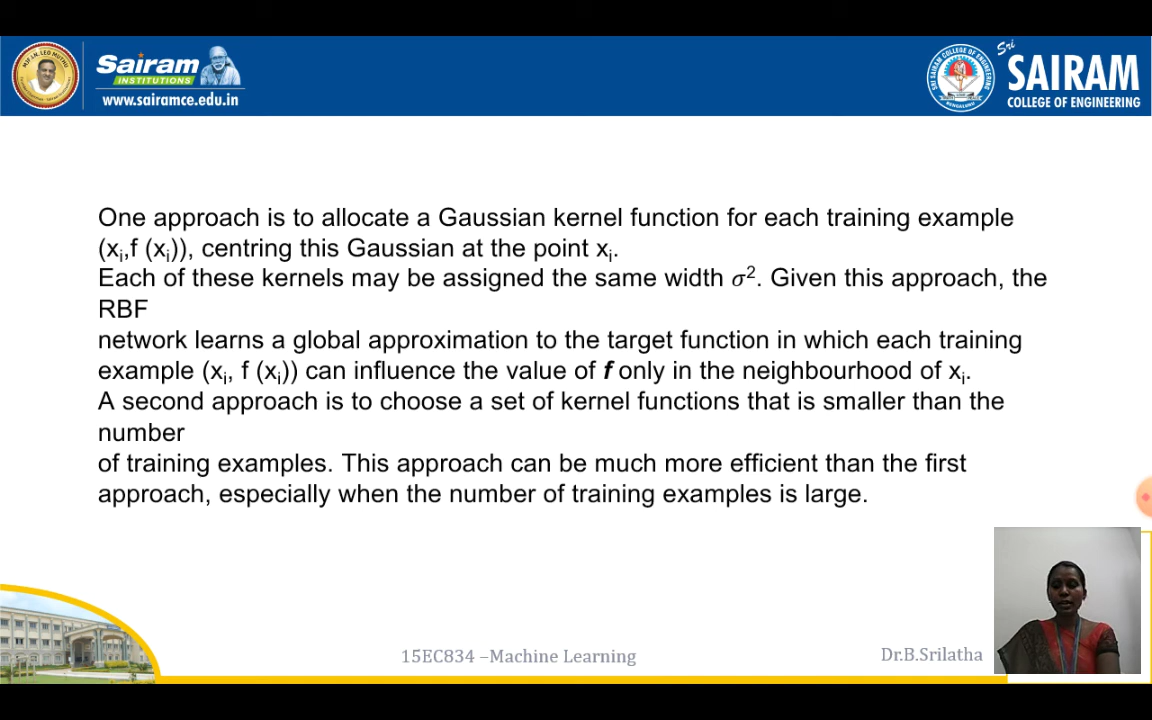 Sairam
INSTITUTIONS
www.sairamce.edu.in
Sri
SAIRAM
COLLEGE OF ENGINEERING
One approach is to allocate a Gaussian kernel function for each training example
(xᵢ,f (xᵢ)), centring this Gaussian at the point xᵢ.
Each of these kernels may be assigned the same width σ². Given this approach, the
RBF
network learns a global approximation to the target function in which each training
example (xᵢ, f (xᵢ)) can influence the value of f only in the neighbourhood of xᵢ.
A second approach is to choose a set of kernel functions that is smaller than the
number
of training examples. This approach can be much more efficient than the first
approach, especially when the number of training examples is large.
15EC834 –Machine Learning
Dr.B.Srilatha